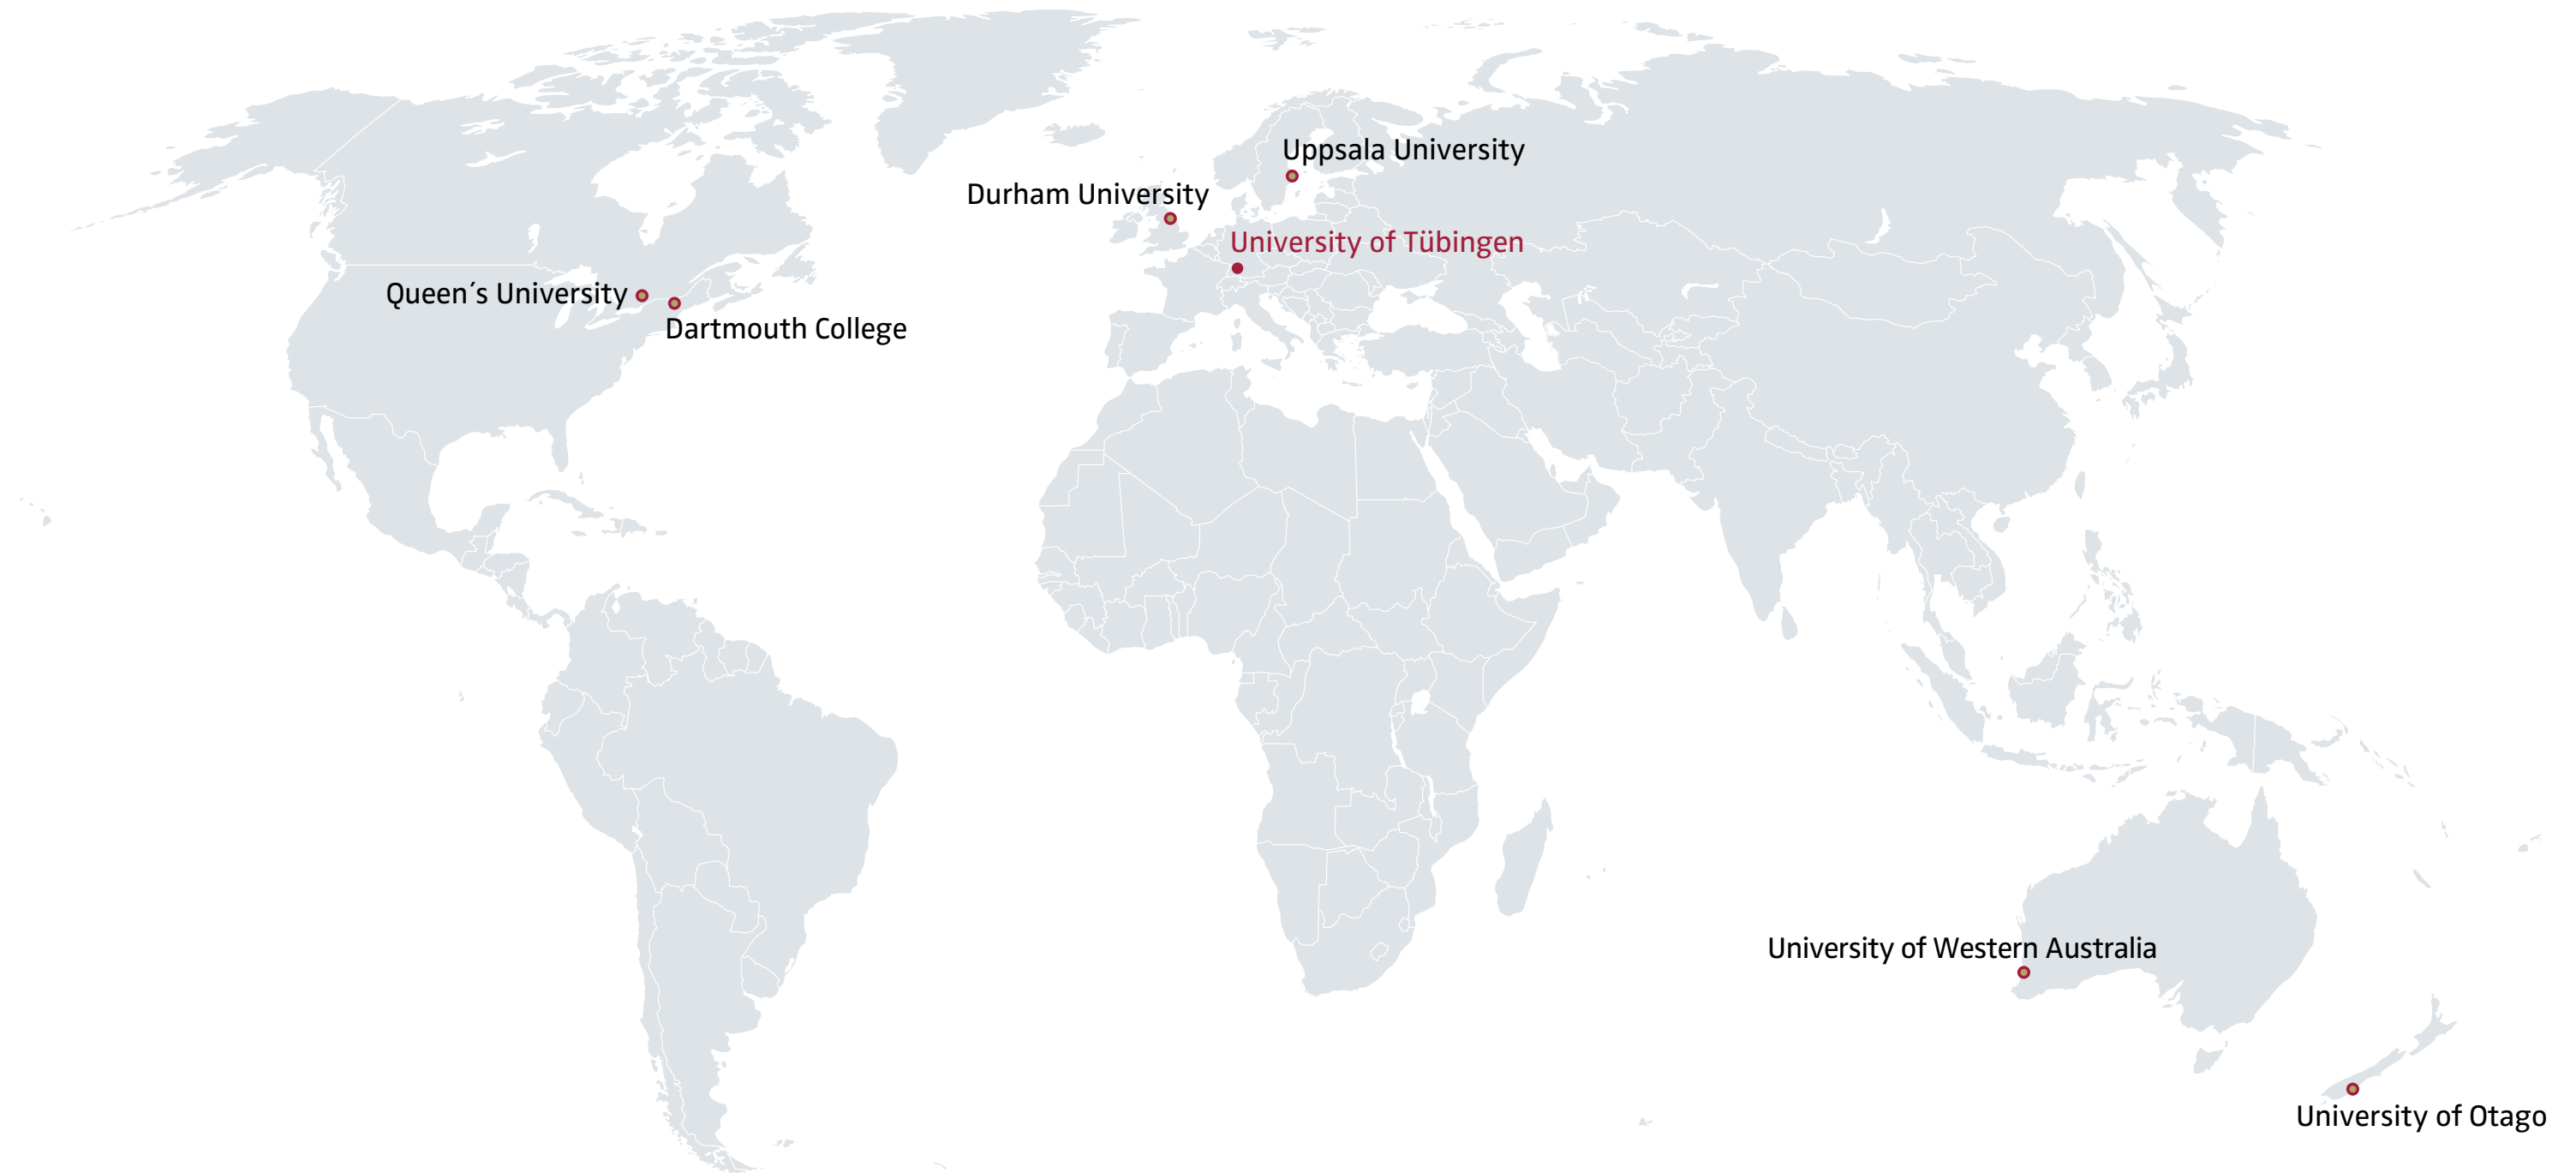 Uppsala University
Durham University
University of Tübingen
Queen´s University
Dartmouth College
University of Western Australia
University of Otago